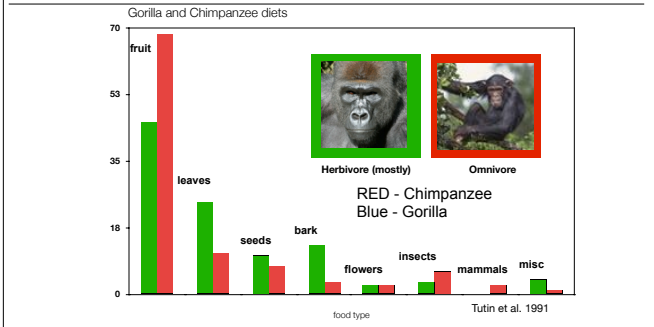 Gorilla and Chimpanzee diets
70
53
35
18
0
fruit
leaves
seeds
bark
flowers
insects
mammals
misc
Herbivore (mostly)
Omnivore
RED - Chimpanzee
Blue - Gorilla
food type
Tutin et al. 1991